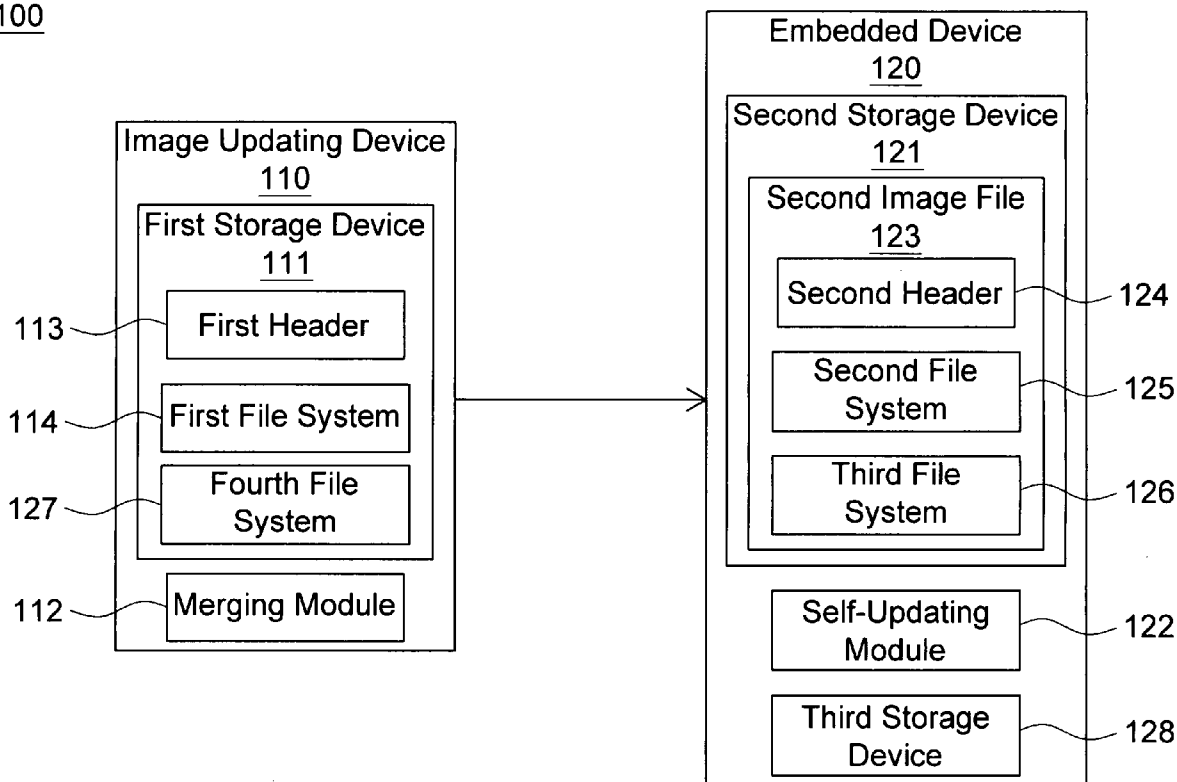 100
Image Updating Device
110
First Storage Device
111
113
First Header
114
First File System
127
Fourth File
System
112
Merging Module
Embedded Device
120
Second Storage Device
121
Second Image File
123
Second Header
124
Second File
System
125
Third File
System
126
Self-Updating
Module
122
Third Storage
Device
128